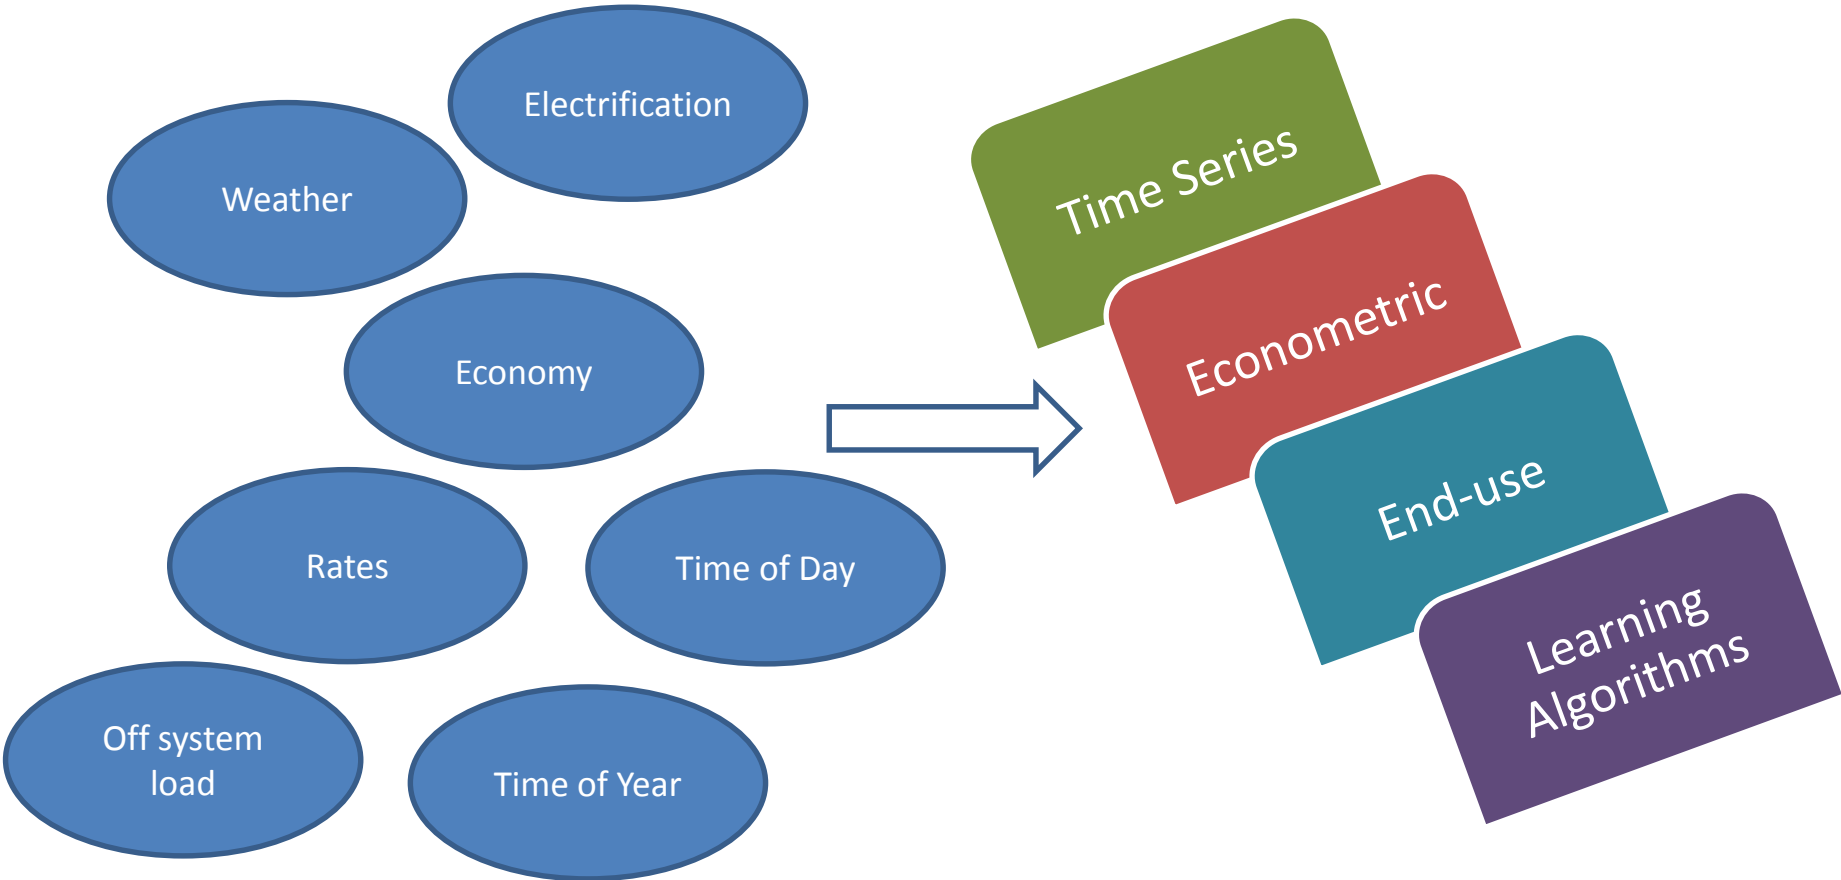 Electrification
Weather
Economy
Rates
Time of Day
Off system
load
Time of Year
Time Series
Econometric
End-use
Learning
Algorithms